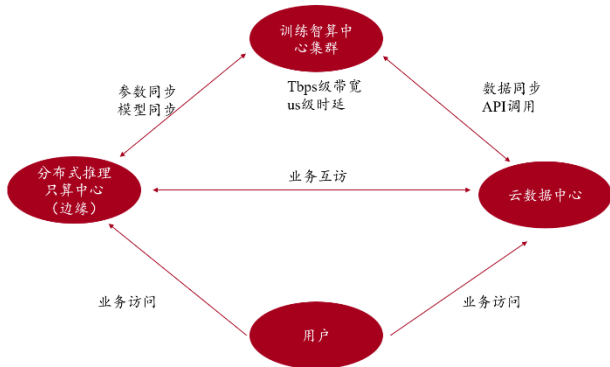 训练智算中
心集群
参数同步
模型同步
Tbps级带宽
us级时延
数据同步
API调用
分布式推理
只算中心
（边缘）
业务互访
云数据中心
业务访问
业务访问
用户